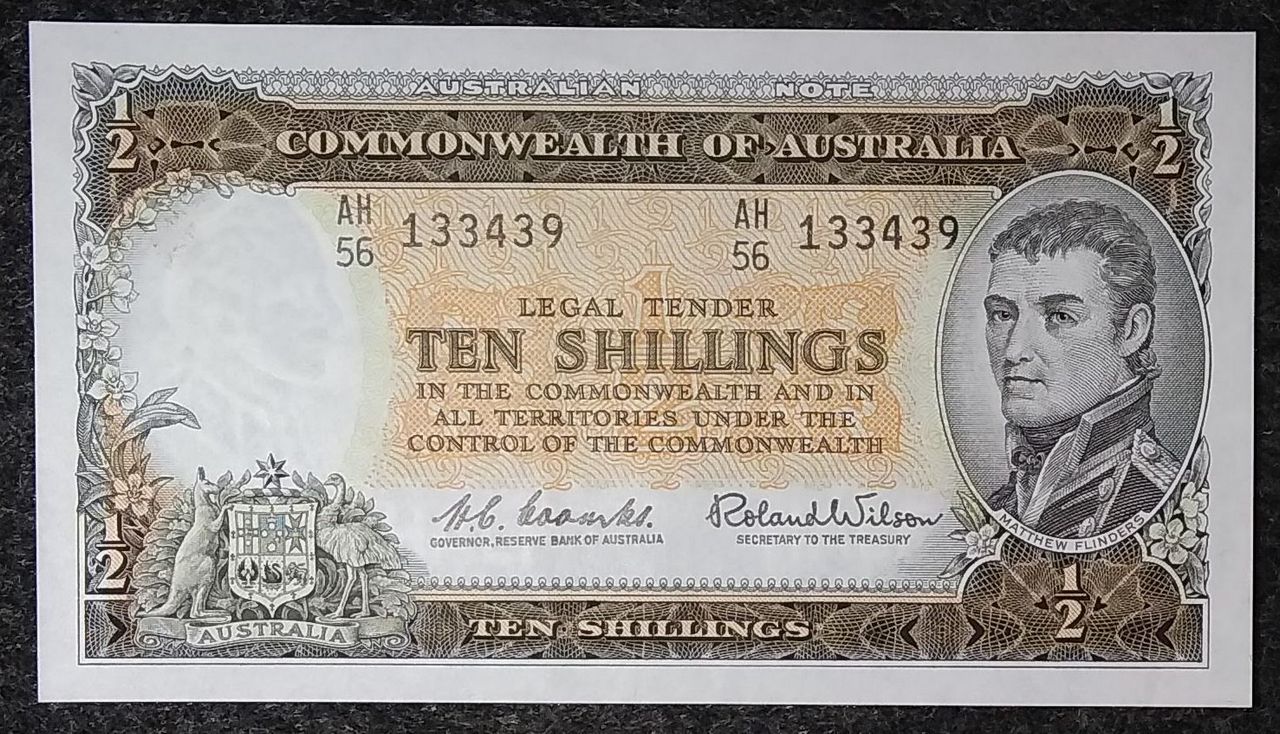 AUSTRALIAN NOTE
1/2 COMMONWEALTH OF AUSTRALIA 1/2
AH 56 133439 AH 56 133439
1/2
LEGAL TENDER
TEN SHILLINGS
IN THE COMMONWEALTH AND IN
ALL TERRITORIES UNDER THE
CONTROL OF THE COMMONWEALTH
H.C. Coombs. Roland Wilson
GOVERNOR, RESERVE BANK OF AUSTRALIA SECRETARY TO THE TREASURY
MATTHEW FLINDERS
1/2 1/2
AUSTRALIA TEN SHILLINGS